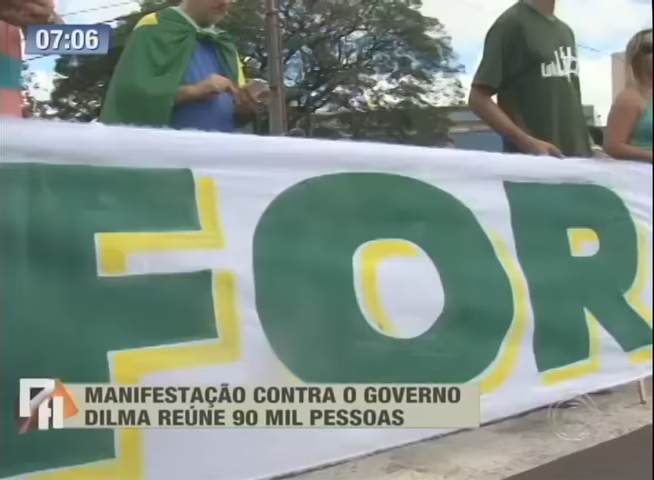 07:06
FOR
MANIFESTAÇÃO CONTRA O GOVERNO
DILMA REÚNE 90 MIL PESSOAS